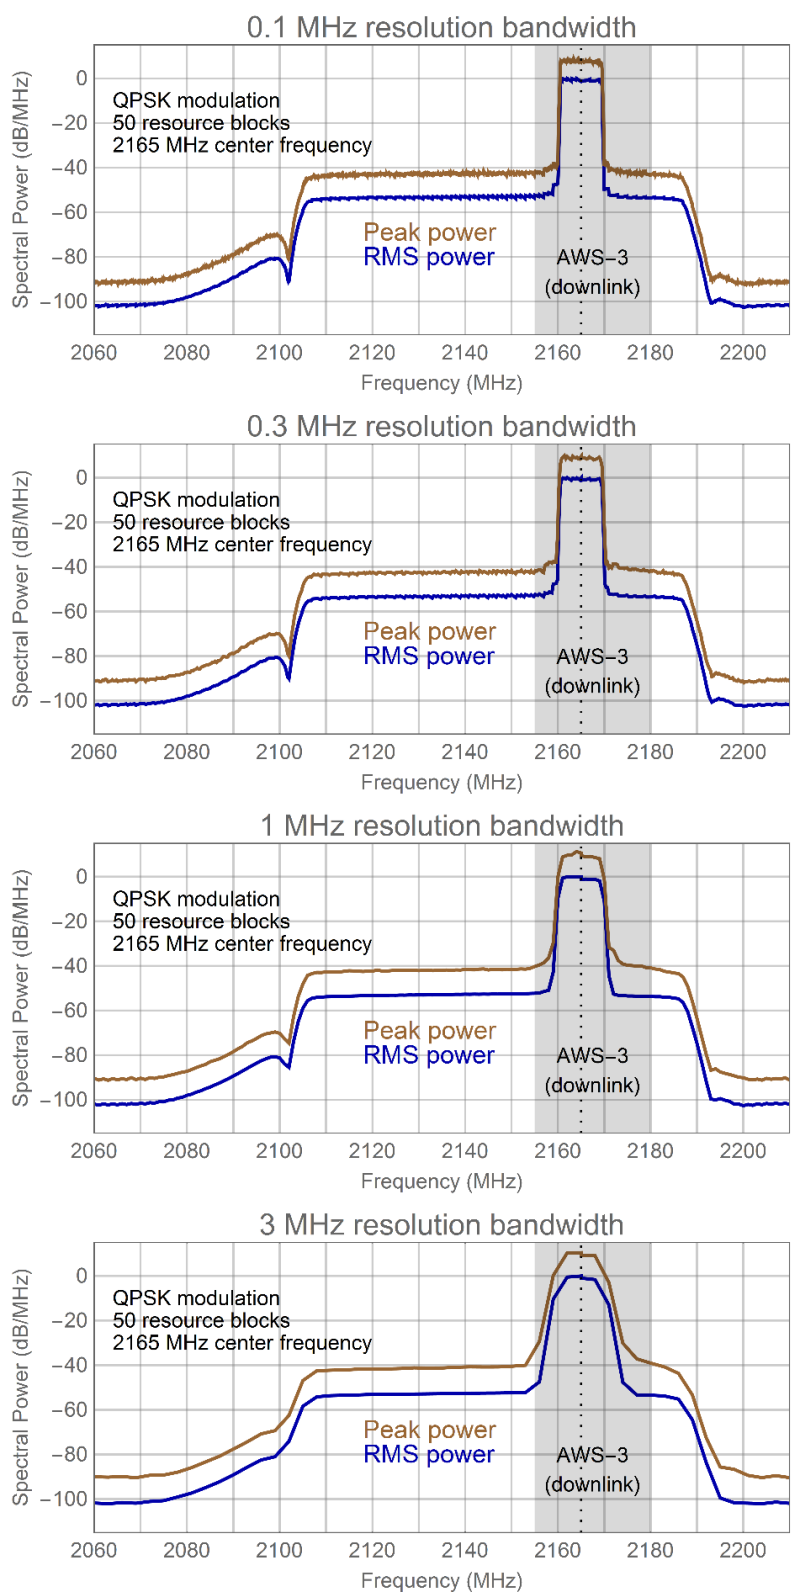 0.1 MHz resolution bandwidth
Spectral Power (dB/MHz)
0
−20
−40
−60
−80
−100
QPSK modulation
50 resource blocks
2165 MHz center frequency
Peak power
RMS power
AWS−3
(downlink)
2060 2080 2100 2120 2140 2160 2180 2200
Frequency (MHz)
0.3 MHz resolution bandwidth
Spectral Power (dB/MHz)
0
−20
−40
−60
−80
−100
QPSK modulation
50 resource blocks
2165 MHz center frequency
Peak power
RMS power
AWS−3
(downlink)
2060 2080 2100 2120 2140 2160 2180 2200
Frequency (MHz)
1 MHz resolution bandwidth
Spectral Power (dB/MHz)
0
−20
−40
−60
−80
−100
QPSK modulation
50 resource blocks
2165 MHz center frequency
Peak power
RMS power
AWS−3
(downlink)
2060 2080 2100 2120 2140 2160 2180 2200
Frequency (MHz)
3 MHz resolution bandwidth
Spectral Power (dB/MHz)
0
−20
−40
−60
−80
−100
QPSK modulation
50 resource blocks
2165 MHz center frequency
Peak power
RMS power
AWS−3
(downlink)
2060 2080 2100 2120 2140 2160 2180 2200
Frequency (MHz)